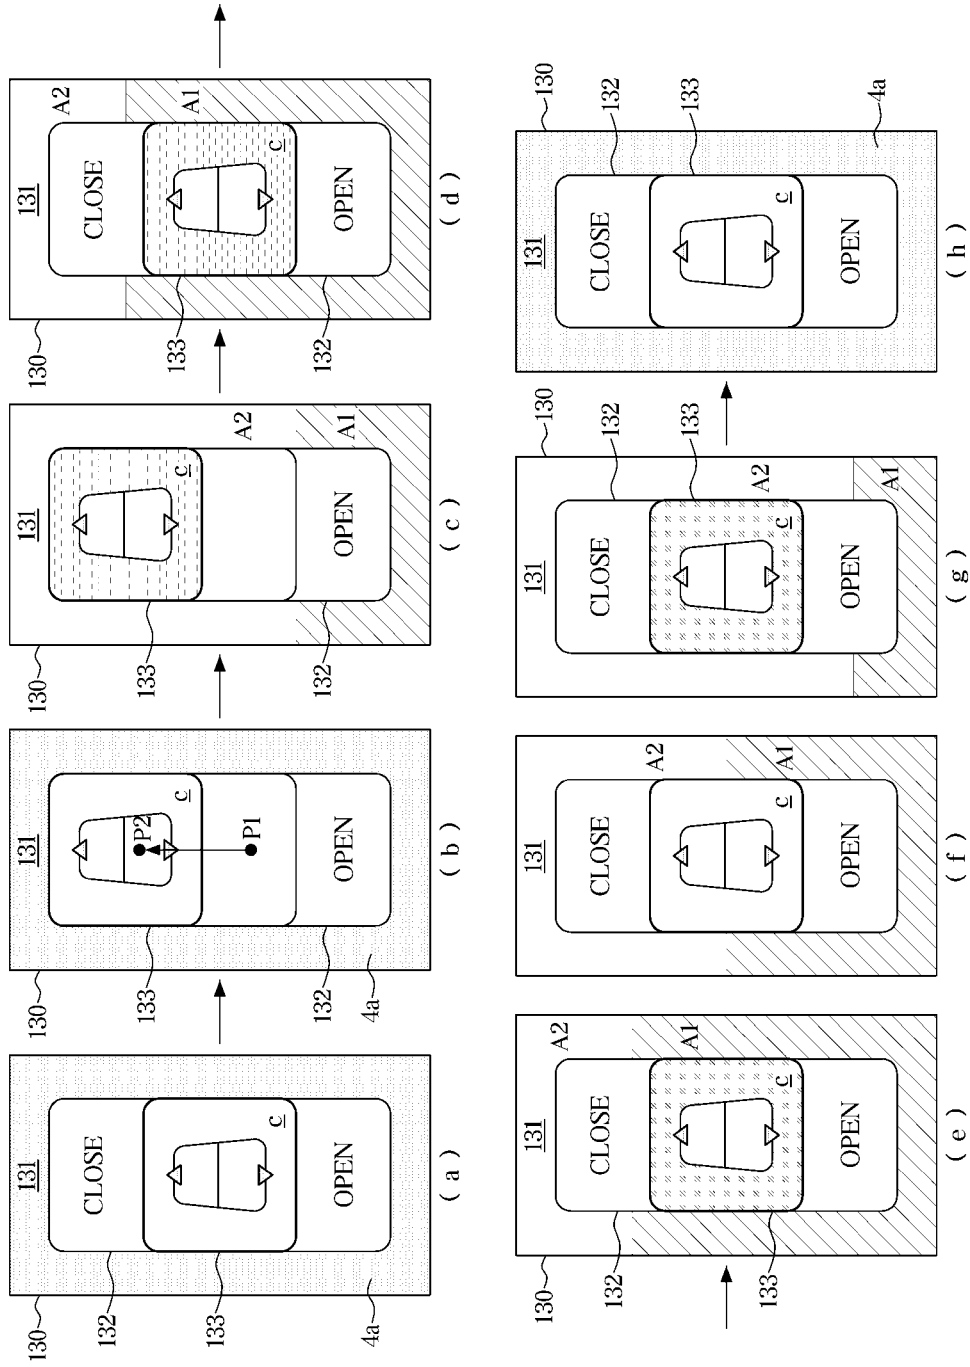 130
131
132
CLOSE
133
c
OPEN
4a
( a )
130
131
P2
133
c
P1
132
OPEN
4a
( b )
130
131
133
c
A2
132
OPEN
A1
( c )
130
131
A2
CLOSE
133
A1
c
132
OPEN
( d )
130
131
A2
132
CLOSE
A1
133
c
OPEN
( e )
131
CLOSE
A2
c
A1
OPEN
( f )
131
130
CLOSE
132
133
A2
c
OPEN
A1
( g )
131
130
CLOSE
132
133
c
OPEN
4a
( h )